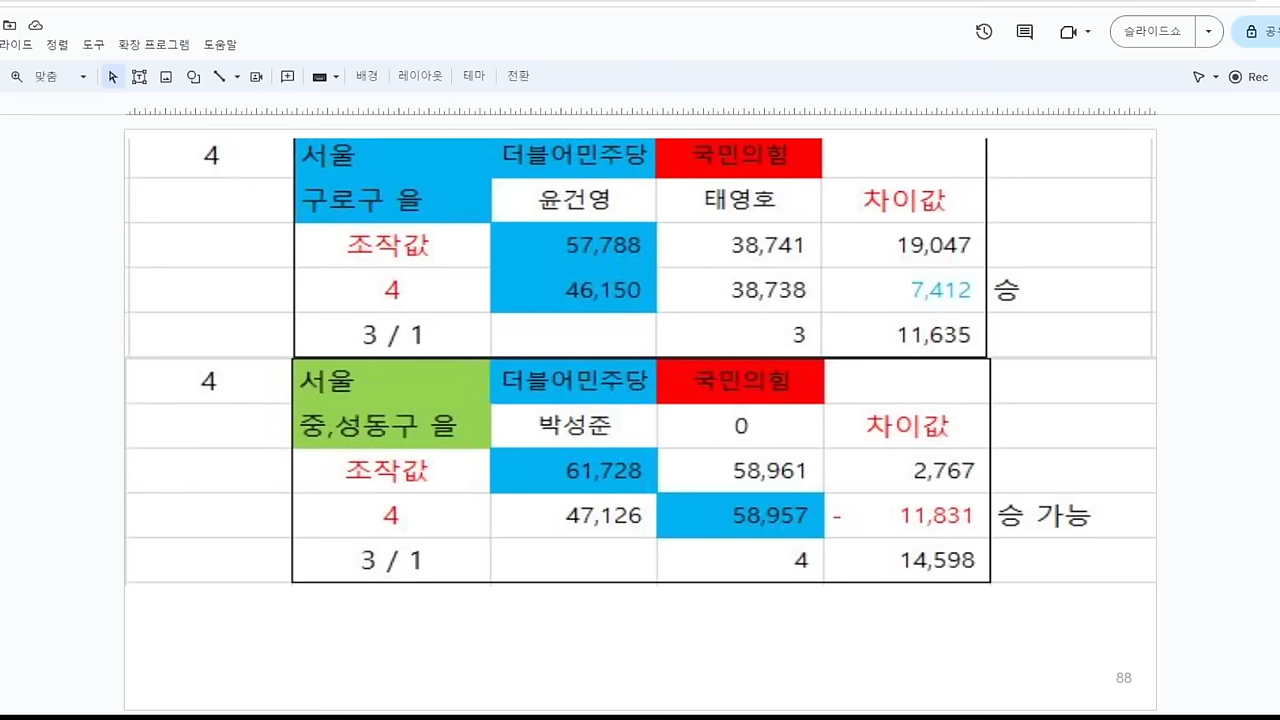 라이드 정렬 도구 확장 프로그램 도움말
슬라이드쇼
맞춤 배경 레이아웃 테마 전환 Rec
4 서울 더불어민주당 국민의힘
구로구 을 윤건영 태영호 차이값
조작값 57,788 38,741 19,047
4 46,150 38,738 7,412 승
3 / 1 3 11,635
4 서울 더불어민주당 국민의힘
중,성동구 을 박성준 0 차이값
조작값 61,728 58,961 2,767
4 47,126 58,957 - 11,831 승 가능
3 / 1 4 14,598
88